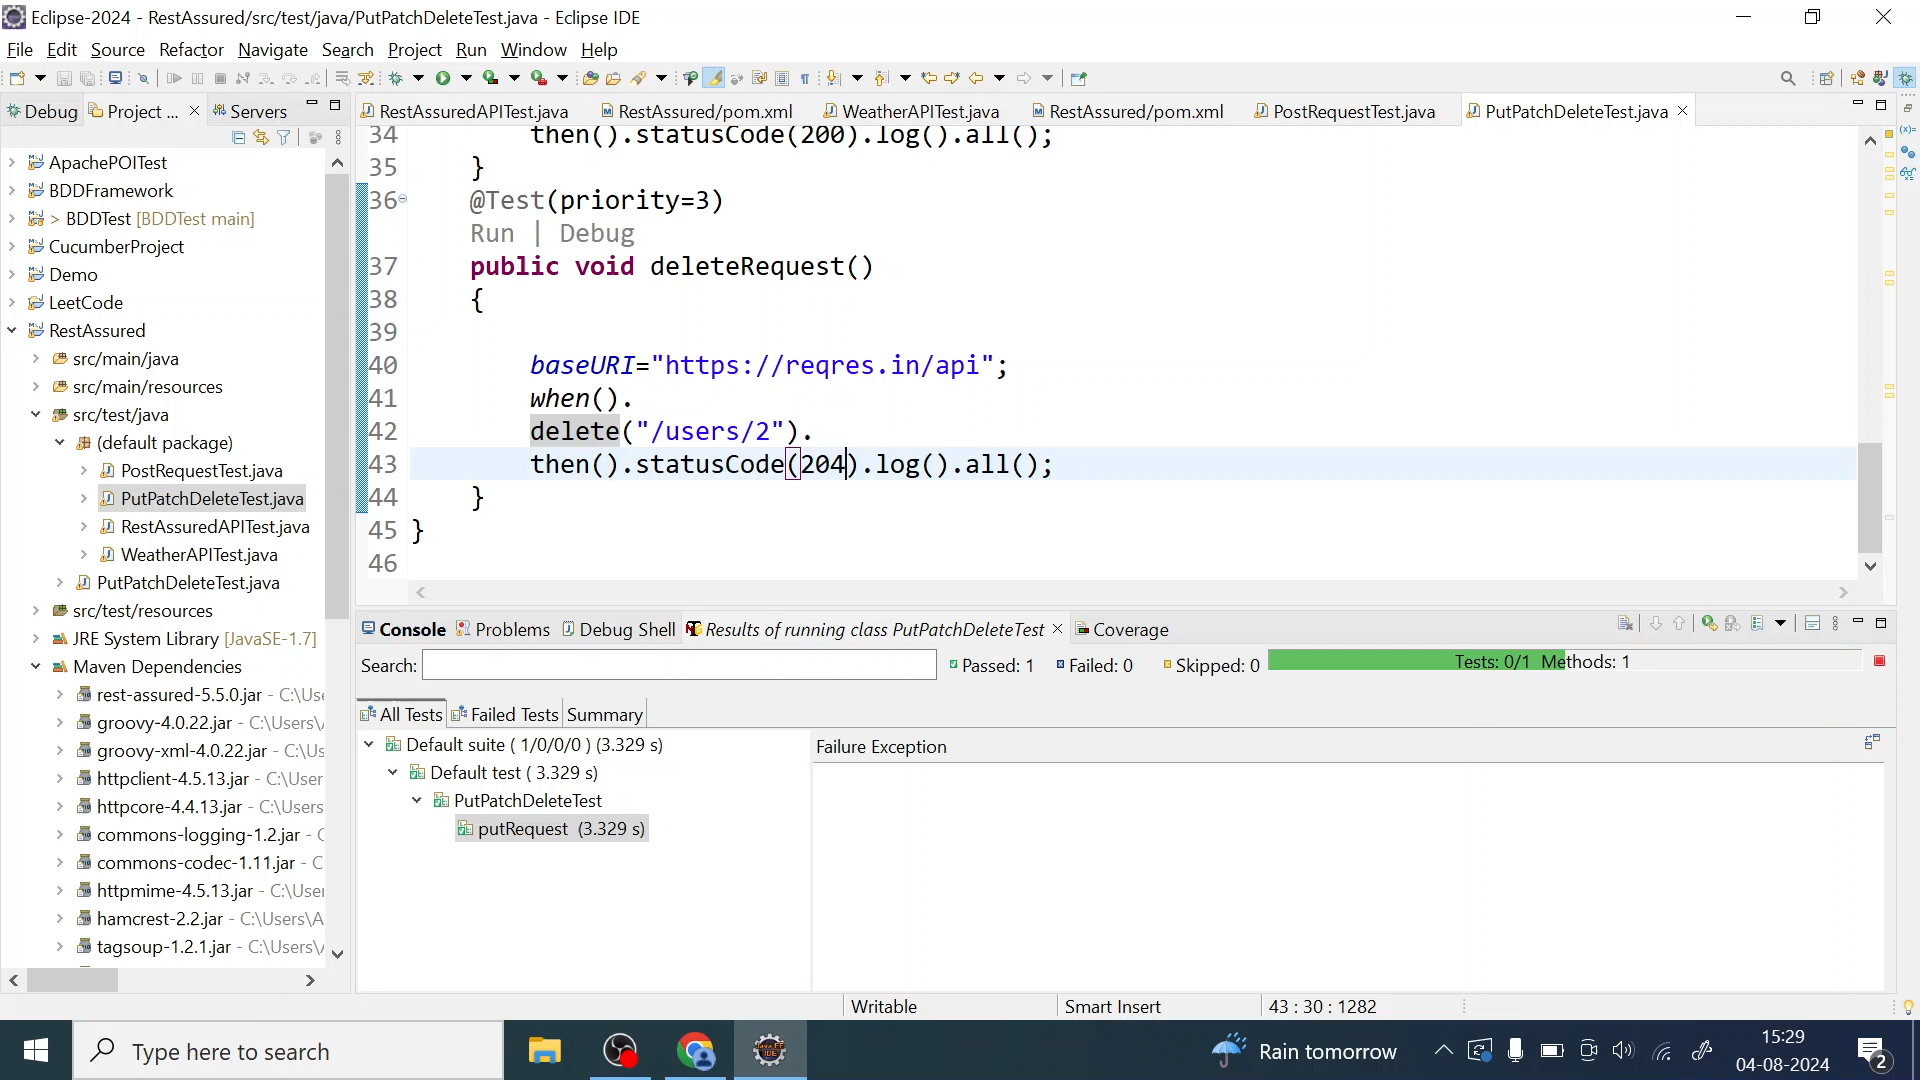 Eclipse-2024 - RestAssured/src/test/java/PutPatchDeleteTest.java - Eclipse IDE
File Edit Source Refactor Navigate Search Project Run Window Help
Debug Project ... Servers
RestAssuredAPITest.java RestAssured/pom.xml WeatherAPITest.java RestAssured/pom.xml PostRequestTest.java PutPatchDeleteTest.java
ApachePOITest
BDDFramework
> BDDTest [BDDTest main]
CucumberProject
Demo
LeetCode
RestAssured
src/main/java
src/main/resources
src/test/java
(default package)
PostRequestTest.java
PutPatchDeleteTest.java
RestAssuredAPITest.java
WeatherAPITest.java
PutPatchDeleteTest.java
src/test/resources
JRE System Library [JavaSE-1.7]
Maven Dependencies
rest-assured-5.5.0.jar - C:\Use
groovy-4.0.22.jar - C:\Users\
groovy-xml-4.0.22.jar - C:\Us
httpclient-4.5.13.jar - C:\User
httpcore-4.4.13.jar - C:\Users
commons-logging-1.2.jar - C
commons-codec-1.11.jar - C
httpmime-4.5.13.jar - C:\User
hamcrest-2.2.jar - C:\Users\A
tagsoup-1.2.1.jar - C:\Users\
34 then().statusCode(200).log().all();
35 }
36 @Test(priority=3)
Run | Debug
37 public void deleteRequest()
38 {
39
40 baseURI="https://reqres.in/api";
41 when().
42 delete("/users/2").
43 then().statusCode(204).log().all();
44 }
45 }
46
Console Problems Debug Shell Results of running class PutPatchDeleteTest Coverage
Search: Passed: 1 Failed: 0 Skipped: 0 Tests: 0/1 Methods: 1
All Tests Failed Tests Summary
Default suite ( 1/0/0/0 ) (3.329 s)
Default test ( 3.329 s)
PutPatchDeleteTest
putRequest (3.329 s)
Failure Exception
Writable Smart Insert 43 : 30 : 1282
Type here to search
Rain tomorrow
15:29
04-08-2024
2